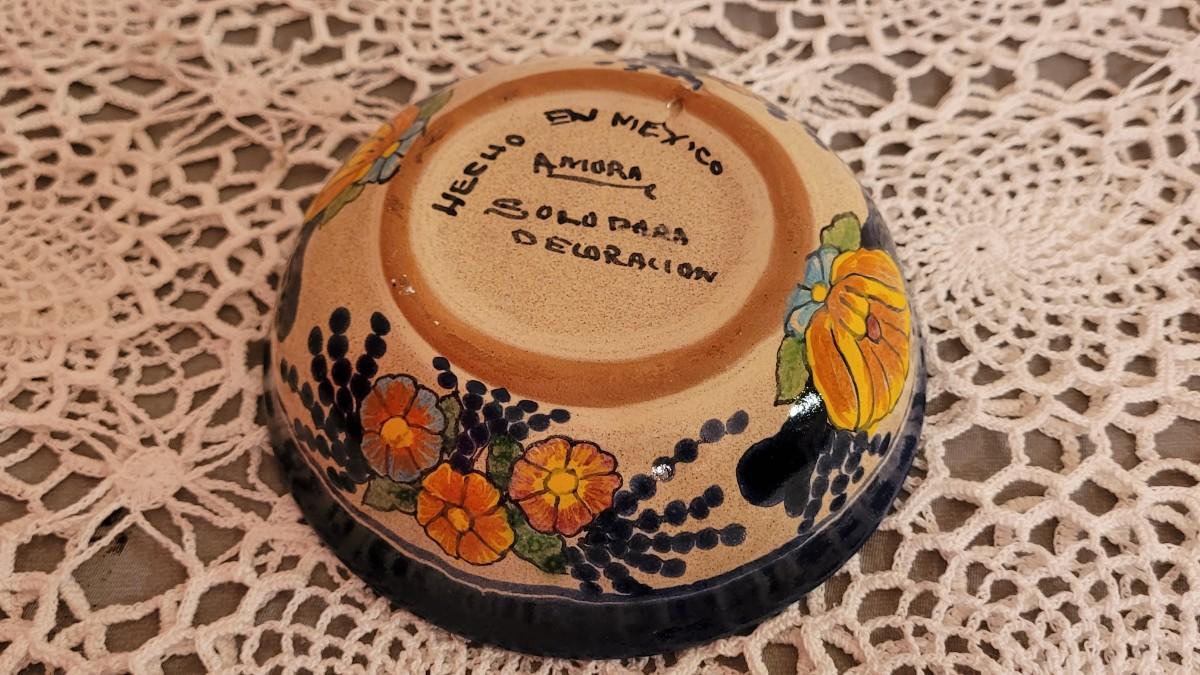 HECHO EN MEXICO
AMORA
SOLO PARA
DECORACION